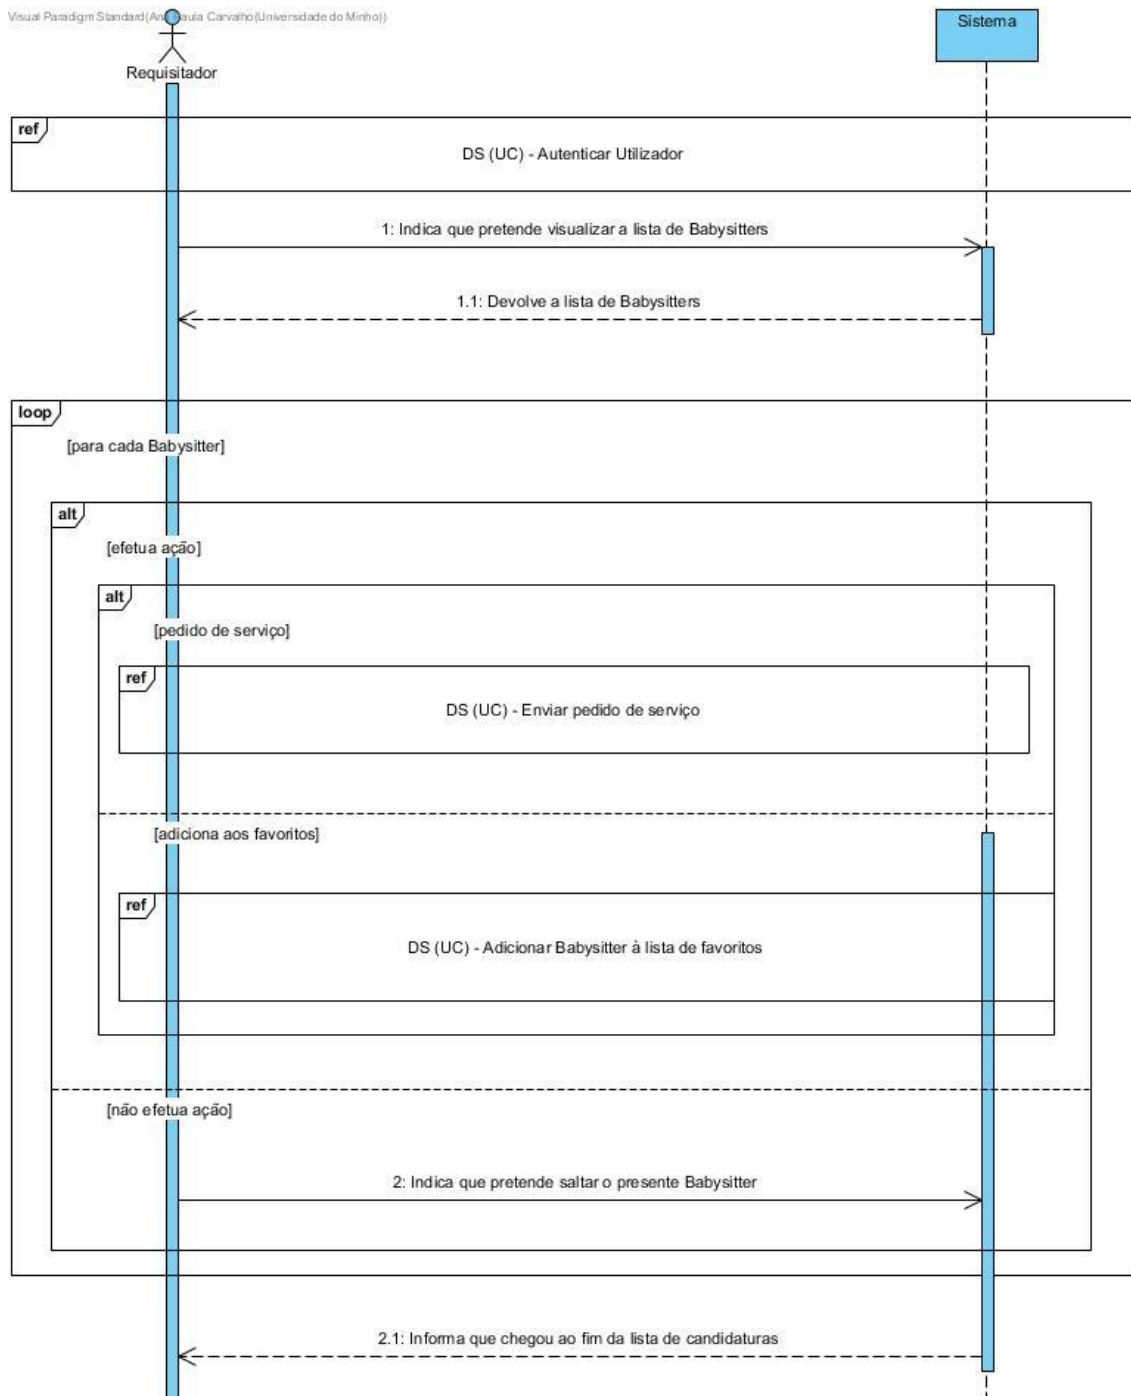 Visual Paradigm Standard(Ana Paula Carvalho(Universidade do Minho))
Sistema
Requisitador
ref
DS (UC) - Autenticar Utilizador
1: Indica que pretende visualizar a lista de Babysitters
1.1: Devolve a lista de Babysitters
loop
[para cada Babysitter]
alt
[efetua ação]
alt
[pedido de serviço]
ref
DS (UC) - Enviar pedido de serviço
[adiciona aos favoritos]
ref
DS (UC) - Adicionar Babysitter à lista de favoritos
[não efetua ação]
2: Indica que pretende saltar o presente Babysitter
2.1: Informa que chegou ao fim da lista de candidaturas